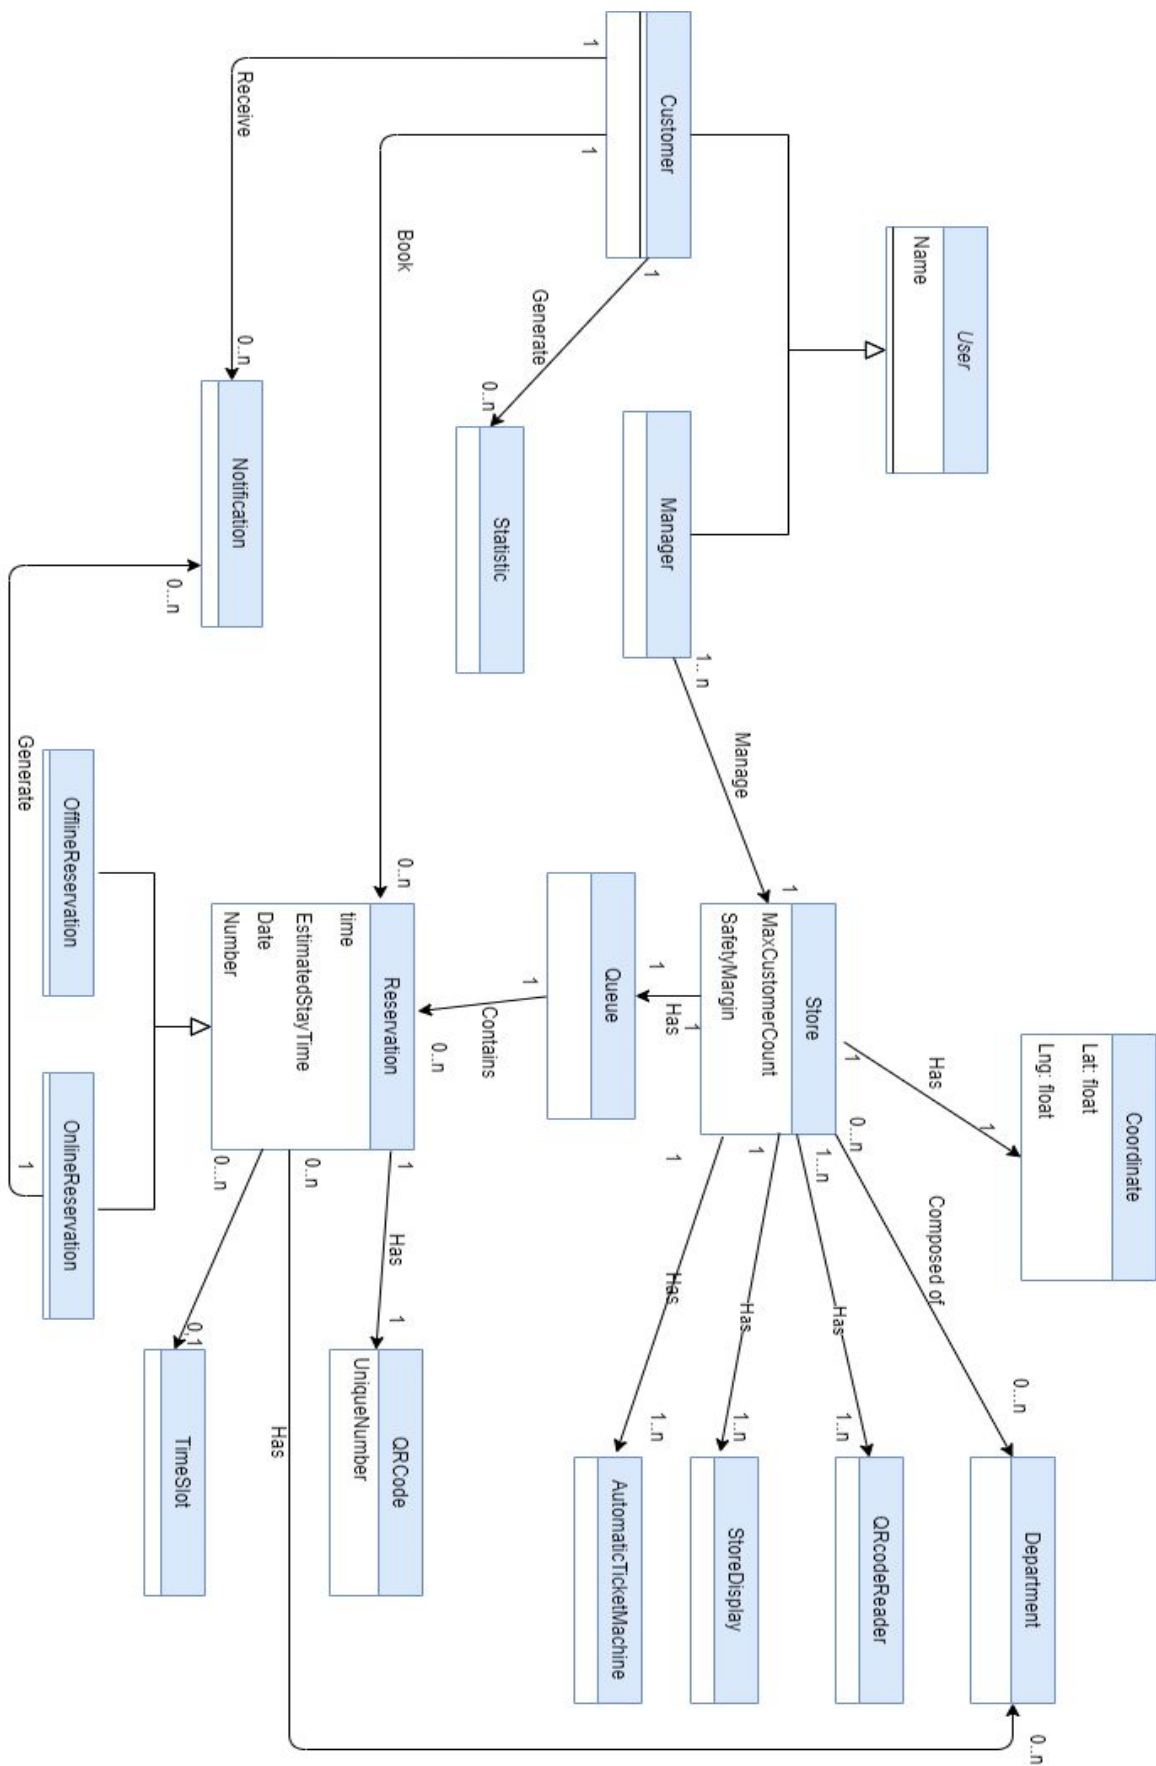 User
Name
Customer
Manager
1
Receive
0..n
1
Book
0..n
1
Generate
0..n
Statistic
Notification
1.. n
Manage
1
Coordinate
Lat: float
Lng: float
Store
MaxCustomerCount
SafetyMargin
1
Has
1
1
Has
1
Queue
1
Contains
0..n
Reservation
time
EstimatedStayTime
Date
Number
0...n
Composed of
0...n
Department
1...n
Has
1..n
QRcodeReader
1
Has
1..n
StoreDisplay
1
Has
1..n
AutomaticTicketMachine
1
Has
1
QRCode
UniqueNumber
0..n
Has
0..n
0...n
0,1
TimeSlot
OfflineReservation
OnlineReservation
1
Generate
0...n